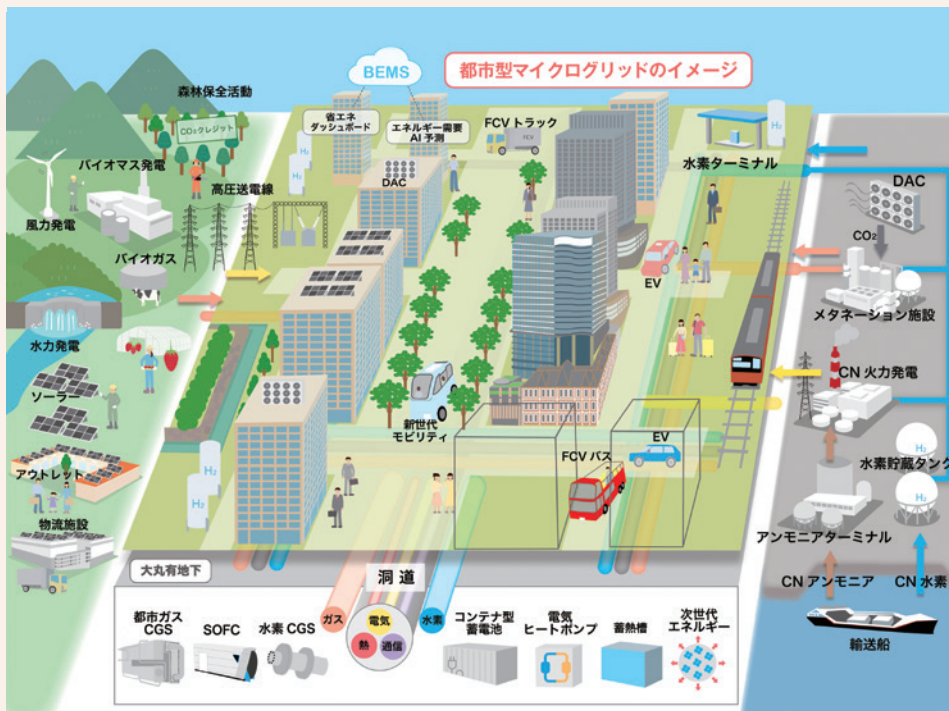 都市型マイクログリッドのイメージ
BEMS
省エネ
ダッシュボード
エネルギー需要
AI 予測
森林保全活動
CO₂クレジット
バイオマス発電
風力発電
高圧送電線
バイオガス
水力発電
ソーラー
アウトレット
物流施設
H₂
DAC
FCV トラック
FCV
H₂
水素ターミナル
EV
新世代
モビリティ
FCV バス
EV
H₂
DAC
CO₂
メタネーション施設
CN 火力発電
H₂
水素貯蔵タンク
H₂
アンモニアターミナル
CN アンモニア
CN 水素
輸送船
大丸有地下
洞道
ガス
電気
熱
通信
水素
都市ガス
CGS
SOFC
水素 CGS
コンテナ型
蓄電池
電気
ヒートポンプ
蓄熱槽
次世代
エネルギー